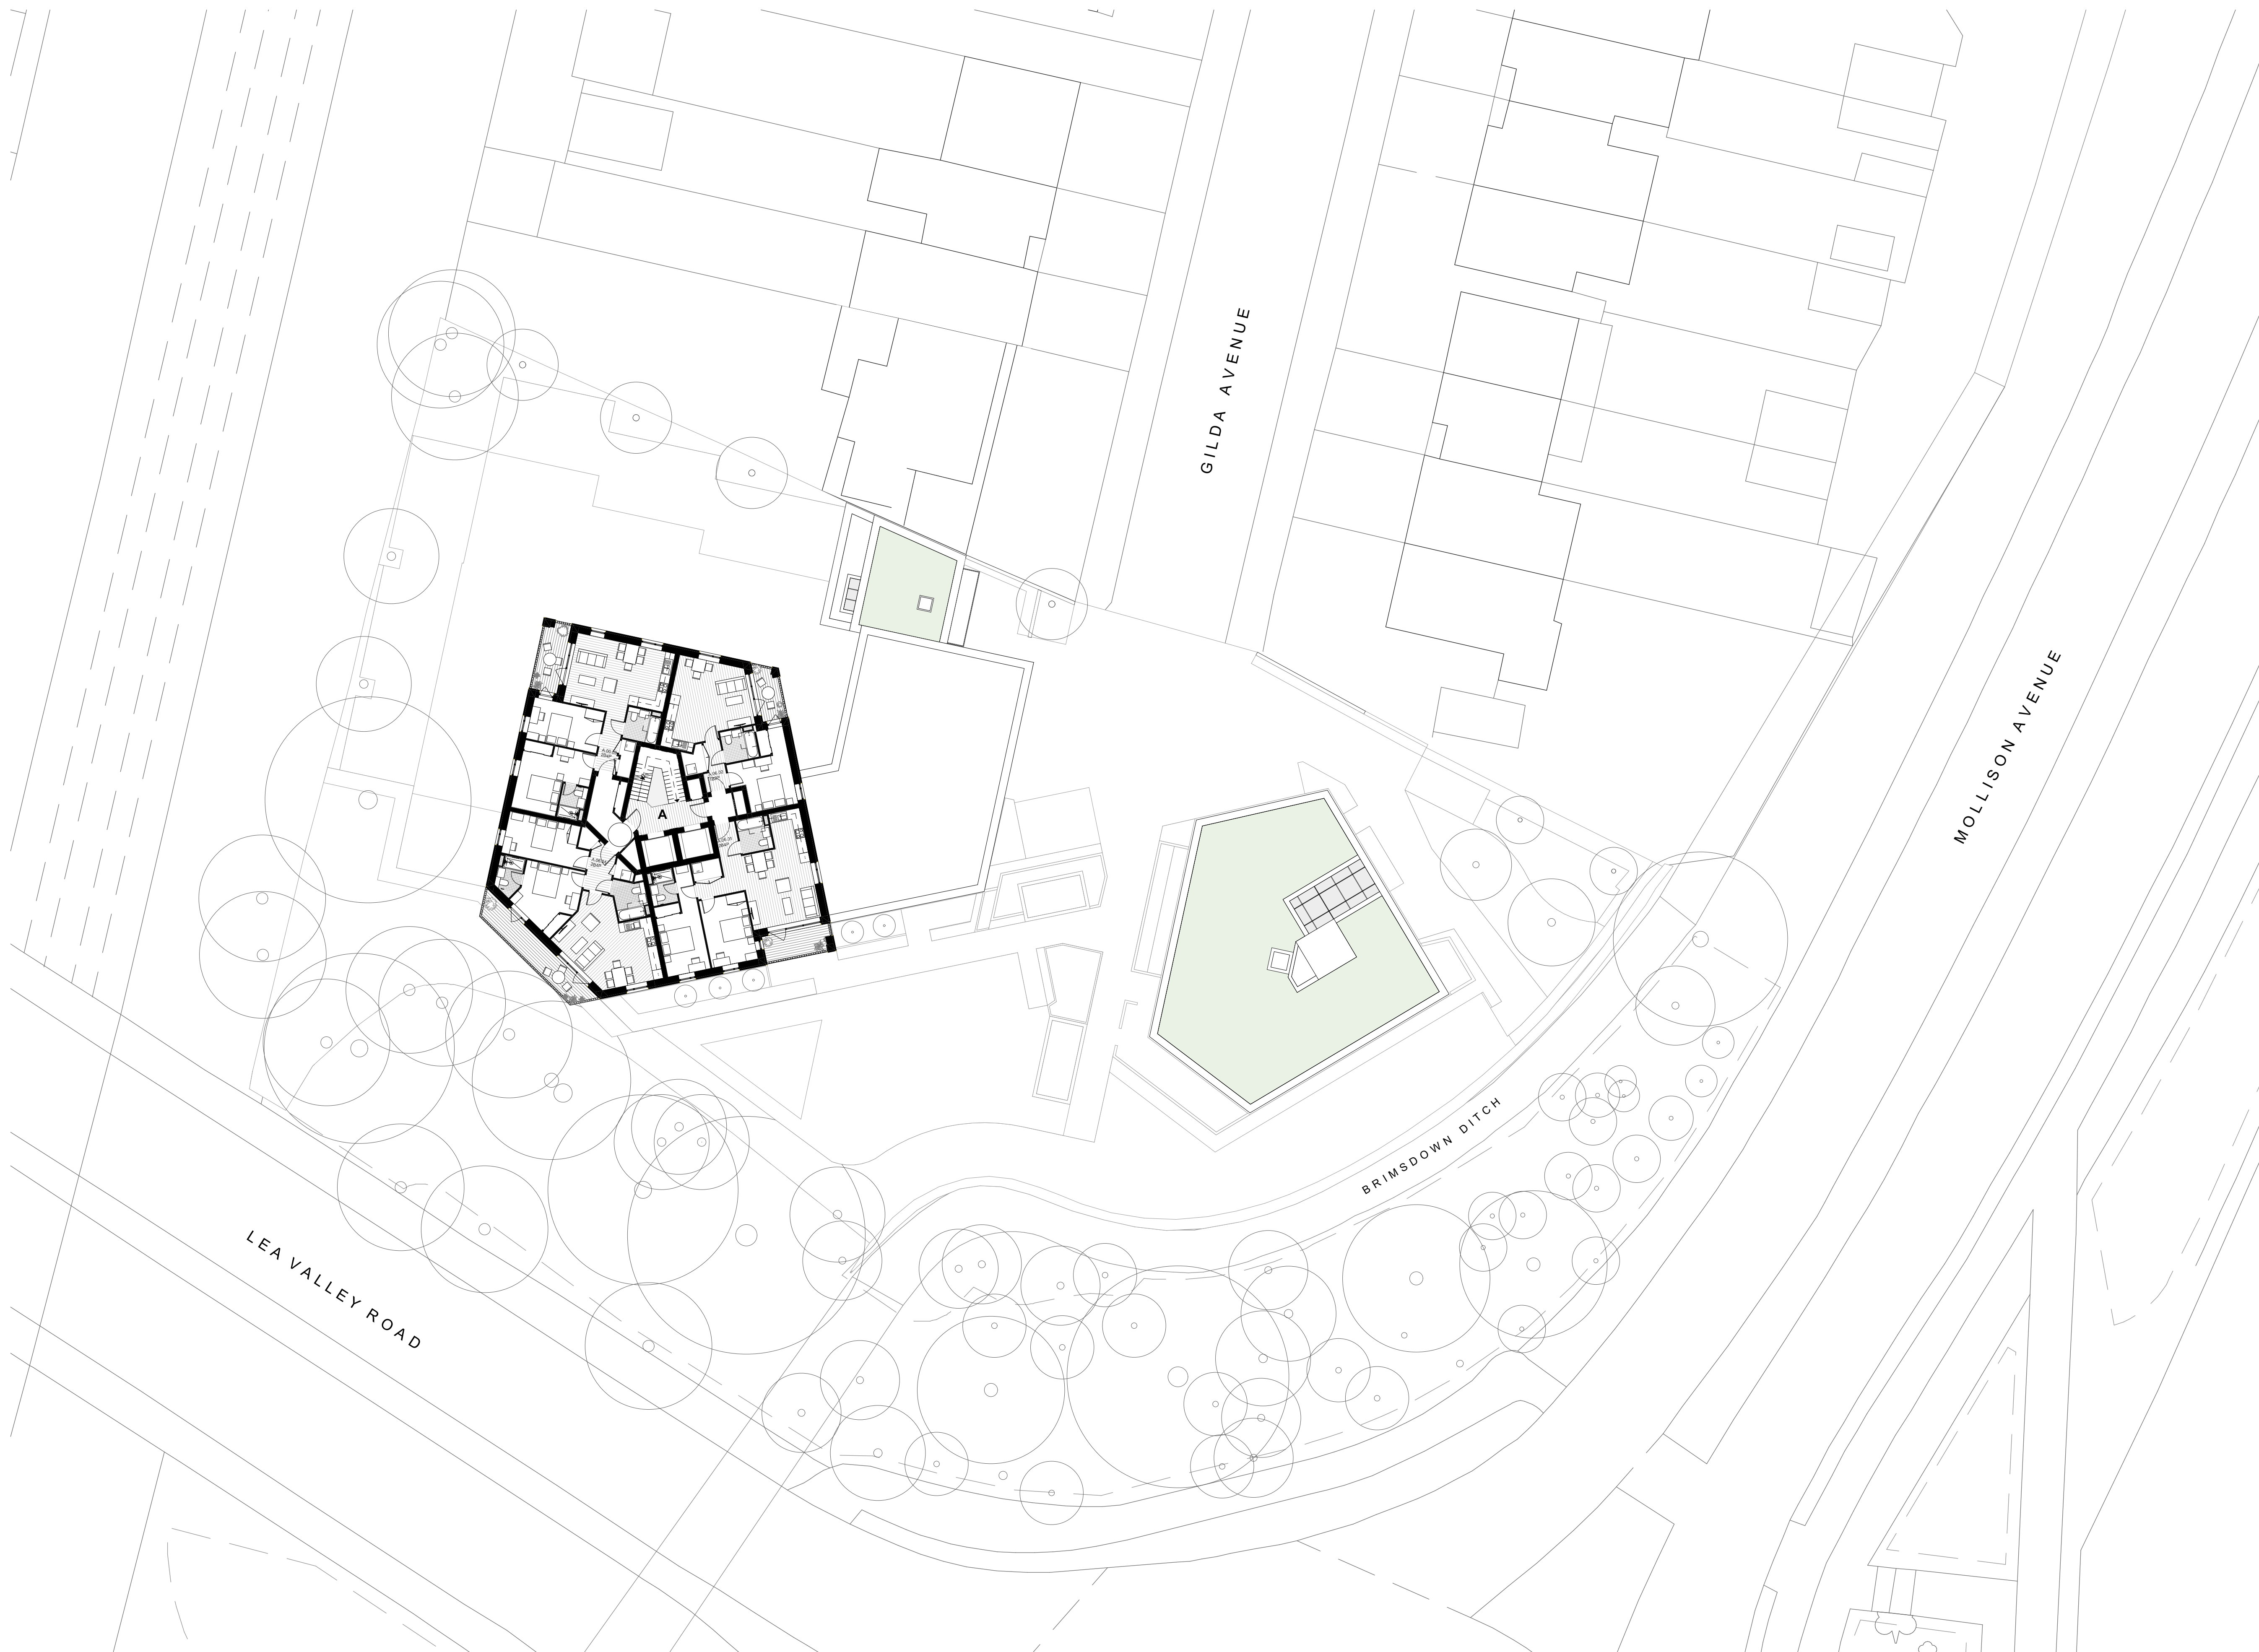 GILDA AVENUE
MOLLISON AVENUE
A
BRIMSDOWN DITCH
LEA VALLEY ROAD